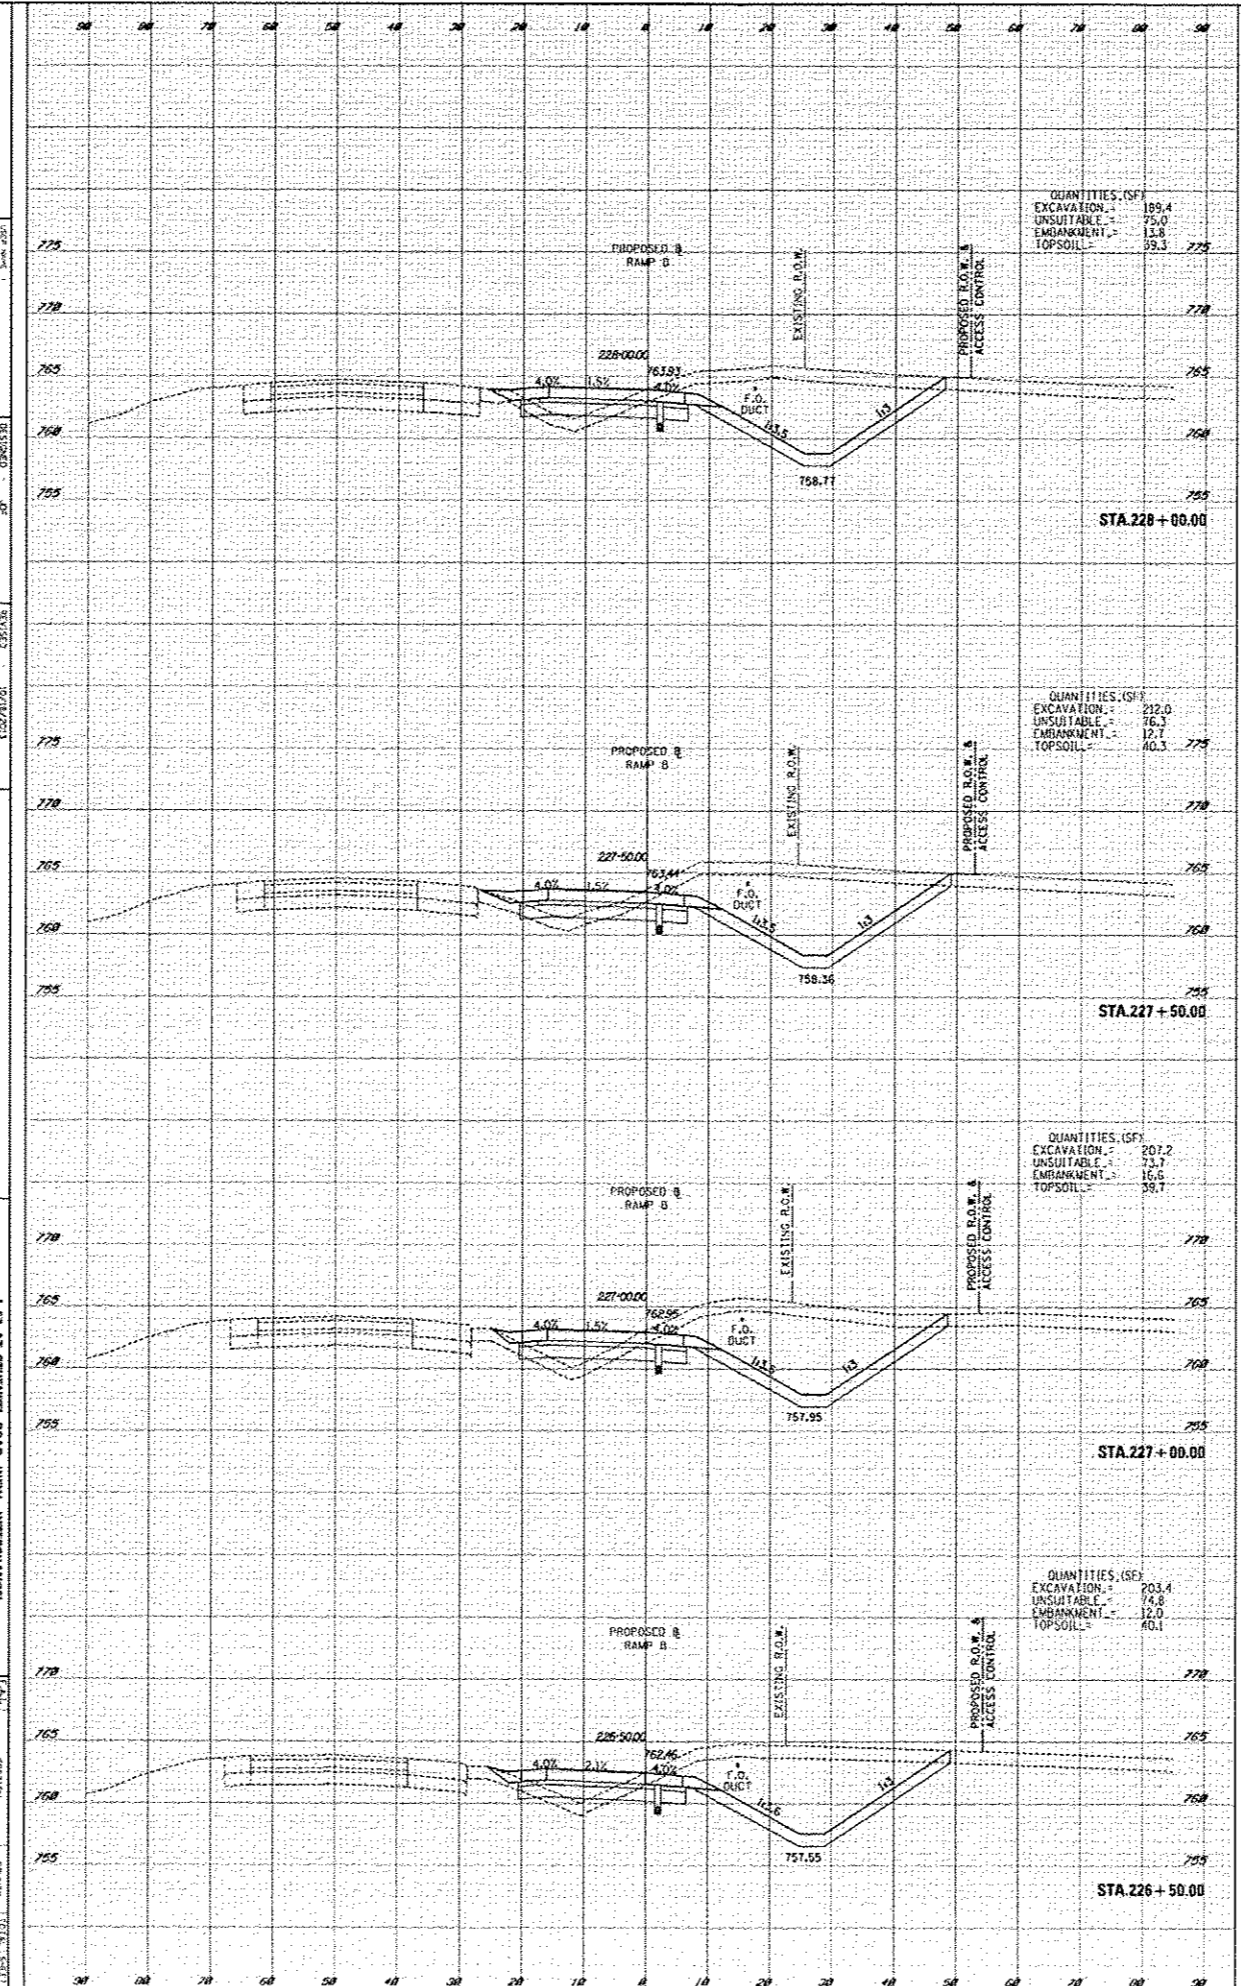 90 80 70 60 50 40 30 20 10 0 10 20 30 40 50 60 70 80 90
QUANTITIES (SF)
EXCAVATION = 189.4
UNSUITABLE = 75.0
EMBANKMENT = 13.8
TOPSOIL = 39.3
775 775
PROPOSED ℄
RAMP B
EXISTING R.O.W.
PROPOSED R.O.W. &
ACCESS CONTROL
770 770
228+00.00
763.93
765 765
4.0% 1.5% 4.0%
F.O.
DUCT
1:3.5
1:3
760 760
758.77
755 755
STA.228+00.00
QUANTITIES (SF)
EXCAVATION = 212.0
UNSUITABLE = 76.3
EMBANKMENT = 12.7
TOPSOIL = 40.3
775 775
PROPOSED ℄
RAMP B
EXISTING R.O.W.
PROPOSED R.O.W. &
ACCESS CONTROL
770 770
227+50.00
763.44
765 765
4.0% 1.5% 4.0%
F.O.
DUCT
1:3.5
1:3
760 760
758.36
755 755
STA.227+50.00
QUANTITIES (SF)
EXCAVATION = 207.2
UNSUITABLE = 73.7
EMBANKMENT = 16.6
TOPSOIL = 39.7
PROPOSED ℄
RAMP B
EXISTING R.O.W.
PROPOSED R.O.W. &
ACCESS CONTROL
770 770
227+00.00
762.95
765 765
4.0% 1.5% 4.0%
F.O.
DUCT
1:3.5
1:3
760 760
757.95
755 755
STA.227+00.00
QUANTITIES (SF)
EXCAVATION = 203.4
UNSUITABLE = 74.8
EMBANKMENT = 12.0
TOPSOIL = 40.1
PROPOSED ℄
RAMP B
EXISTING R.O.W.
PROPOSED R.O.W. &
ACCESS CONTROL
770 770
226+50.00
762.46
765 765
4.0% 2.1% 4.0%
F.O.
DUCT
1:3.6
1:3
760 760
757.55
755 755
STA.226+50.00
90 80 70 60 50 40 30 20 10 0 10 20 30 40 50 60 70 80 90